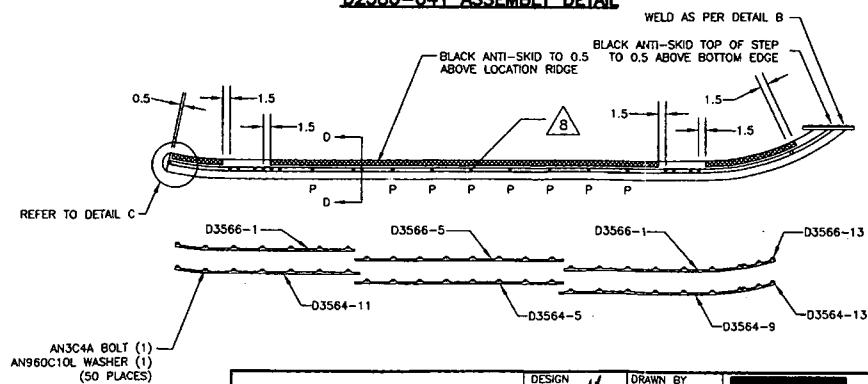 D2580-041 ASSEMBLY DETAIL
WELD AS PER DETAIL B
BLACK ANTI-SKID TO 0.5
ABOVE LOCATION RIDGE
BLACK ANTI-SKID TOP OF STEP
TO 0.5 ABOVE BOTTOM EDGE
0.5
1.5
1.5
D
8
1.5
1.5
1.5
D
P
P
P
P
P
P
P
P
REFER TO DETAIL C
D3566-1
D3566-5
D3566-1
D3566-13
D3564-11
D3564-5
D3564-9
D3564-13
AN3C4A BOLT (1)
AN960C10L WASHER (1)
(50 PLACES)
DESIGN
DRAWN BY